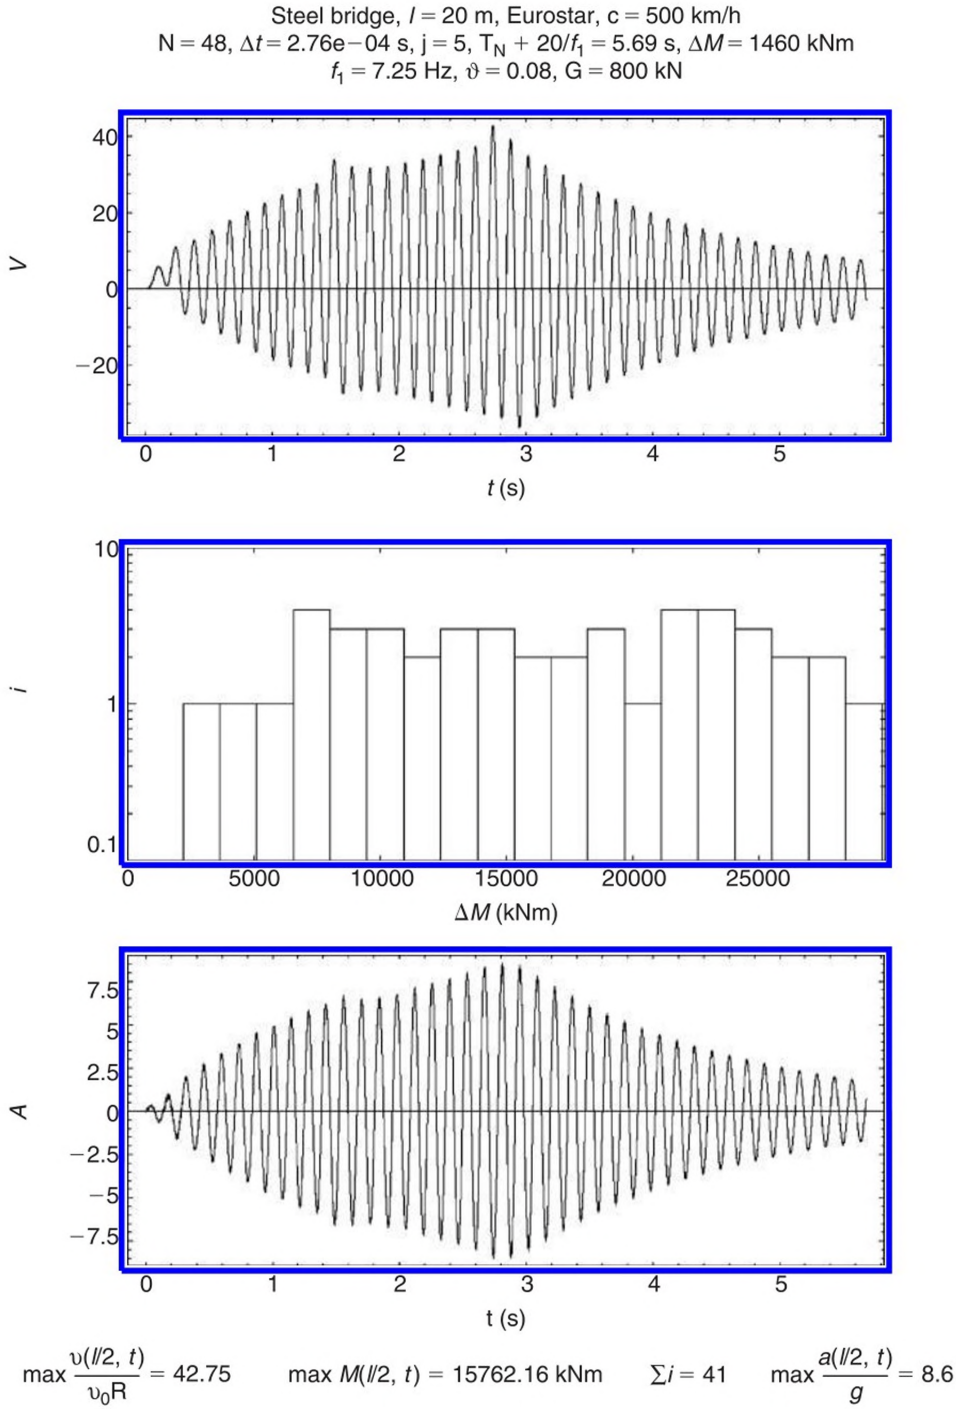 Steel bridge, l = 20 m, Eurostar, c = 500 km/h
N = 48, Δt = 2.76e−04 s, j = 5, T_N + 20/f₁ = 5.69 s, ΔM = 1460 kNm
f₁ = 7.25 Hz, ϑ = 0.08, G = 800 kN
V
40
20
0
−20
0 1 2 3 4 5
t (s)
i
10
1
0.1
0 5000 10000 15000 20000 25000
ΔM (kNm)
A
7.5
5
2.5
0
−2.5
−5
−7.5
0 1 2 3 4 5
t (s)
max υ(l/2, t)/υ₀R = 42.75 max M(l/2, t) = 15762.16 kNm Σi = 41 max a(l/2, t)/g = 8.6